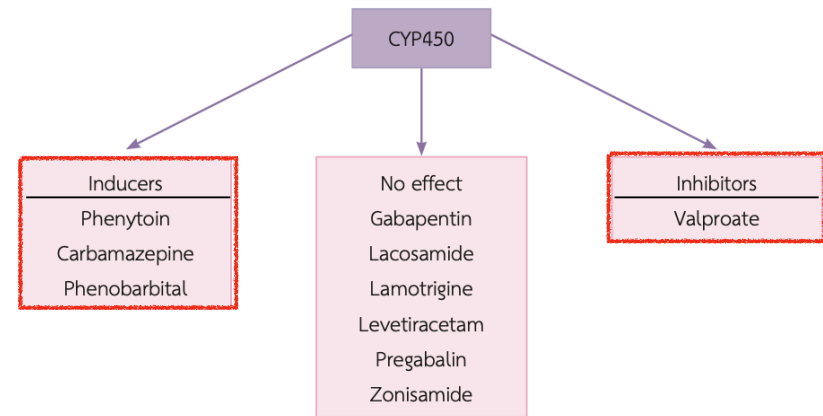 CYP450
Inducers
Phenytoin
Carbamazepine
Phenobarbital
No effect
Gabapentin
Lacosamide
Lamotrigine
Levetiracetam
Pregabalin
Zonisamide
Inhibitors
Valproate